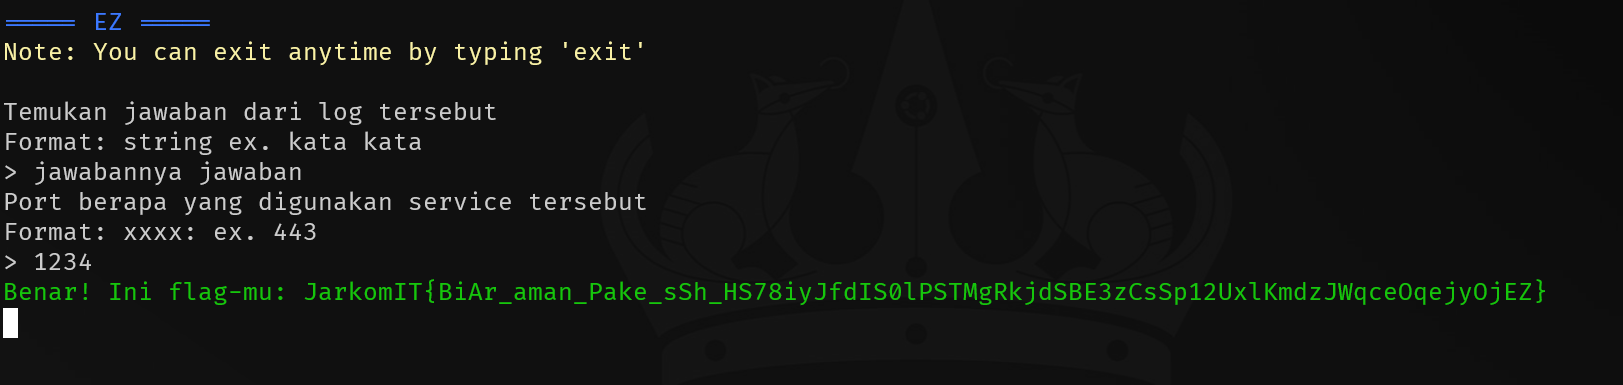 ===== EZ =====
Note: You can exit anytime by typing 'exit'
Temukan jawaban dari log tersebut
Format: string ex. kata kata
> jawabannya jawaban
Port berapa yang digunakan service tersebut
Format: xxxx: ex. 443
> 1234
Benar! Ini flag-mu: JarkomIT{BiAr_aman_Pake_sSh_HS78iyJfdIS0lPSTMgRkjdSBE3zCsSp12UxlKmdzJWqceOqejyOjEZ}